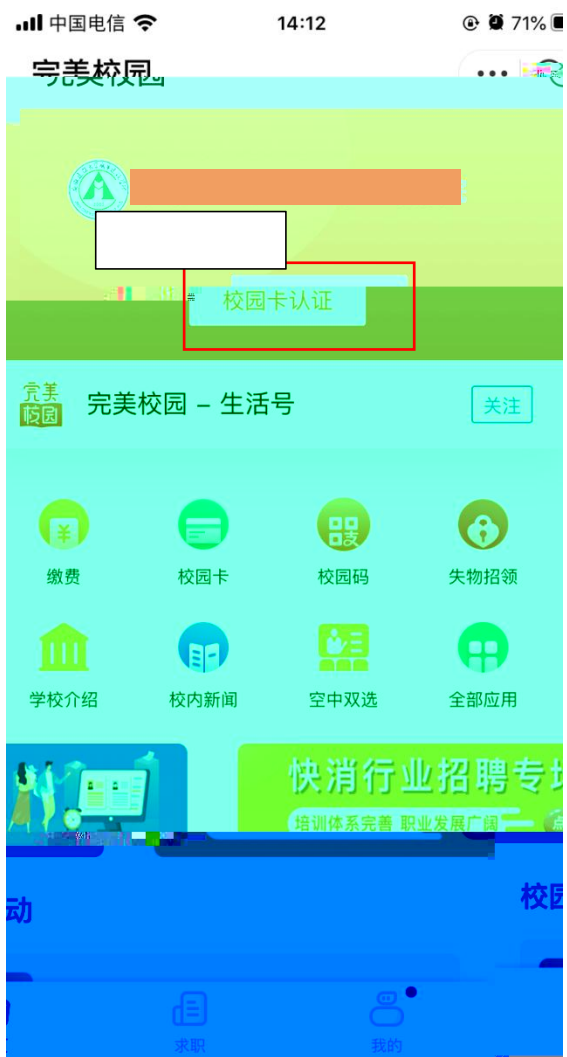 中国电信 14:12 71%
完美校园
校园卡认证
完美校园
完美校园 – 生活号 关注
缴费 校园卡 校园码 失物招领
学校介绍 校内新闻 空中双选 全部应用
快消行业招聘专场
培训体系完善 职业发展广阔
动 校园
求职 我的